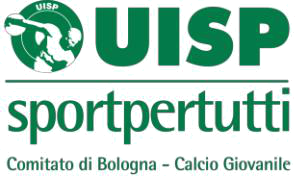 UISP
UISP
sportpertutti
Comitato di Bologna - Calcio Giovanile